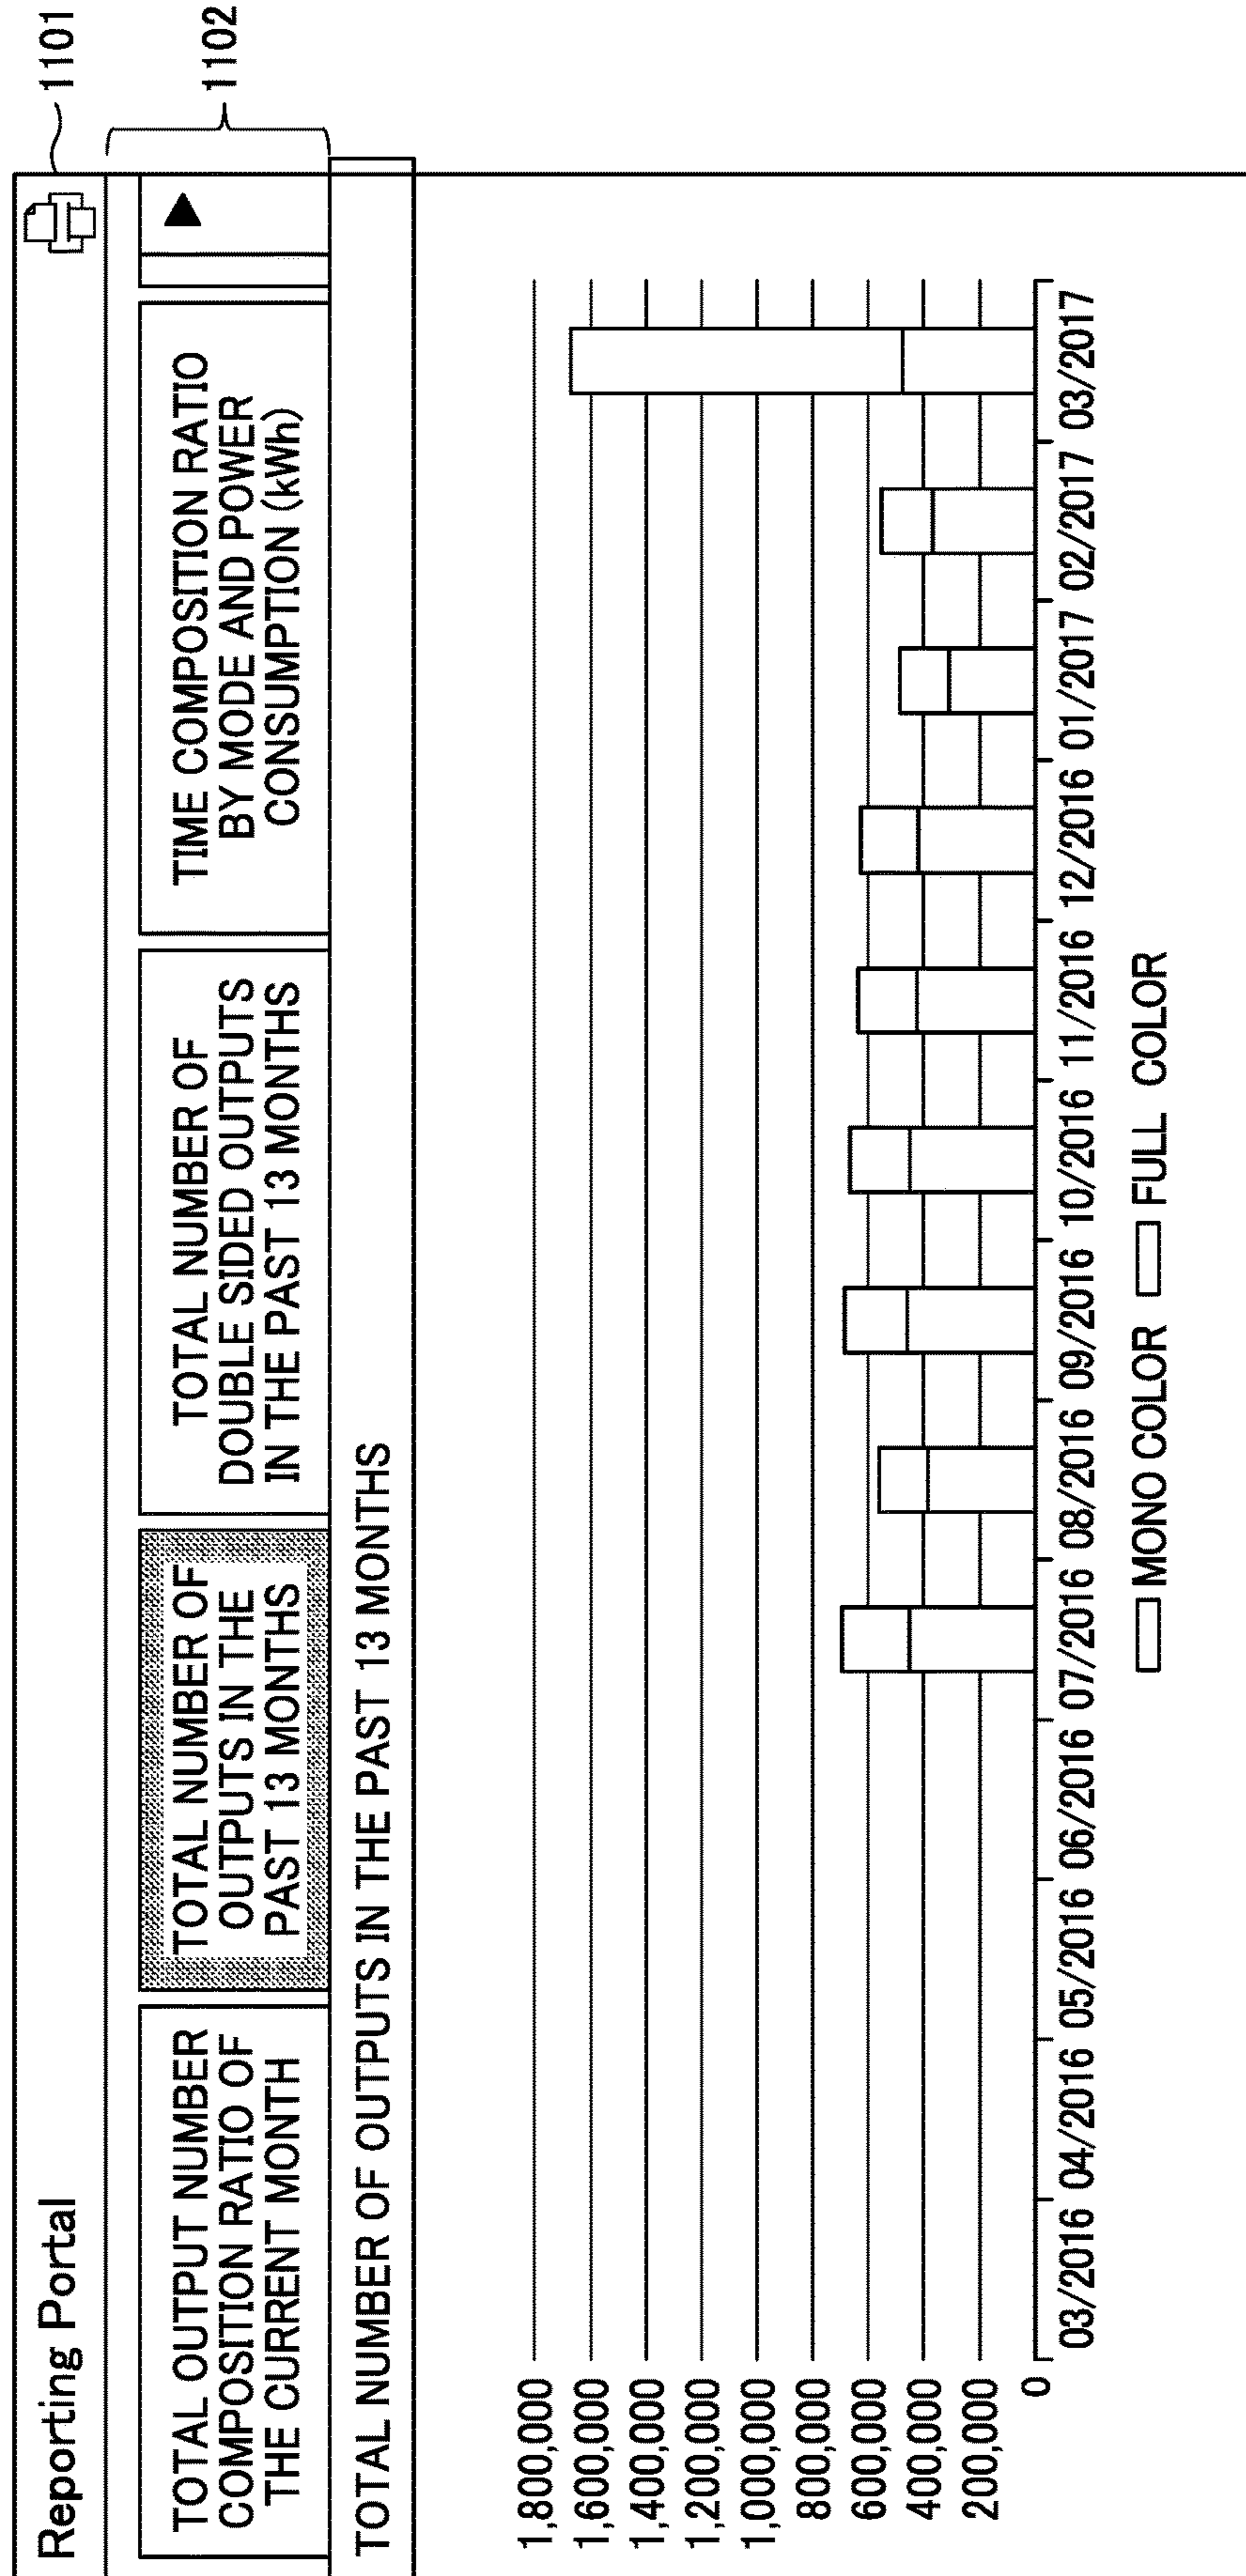 Reporting Portal
1101
1102
TOTAL OUTPUT NUMBER
COMPOSITION RATIO OF
THE CURRENT MONTH
TOTAL NUMBER OF
OUTPUTS IN THE
PAST 13 MONTHS
TOTAL NUMBER OF
DOUBLE SIDED OUTPUTS
IN THE PAST 13 MONTHS
TIME COMPOSITION RATIO
BY MODE AND POWER
CONSUMPTION (kWh)
TOTAL NUMBER OF OUTPUTS IN THE PAST 13 MONTHS
1,800,000
1,600,000
1,400,000
1,200,000
1,000,000
800,000
600,000
400,000
200,000
0
03/2016 04/2016 05/2016 06/2016 07/2016 08/2016 09/2016 10/2016 11/2016 12/2016 01/2017 02/2017 03/2017
MONO COLOR FULL COLOR